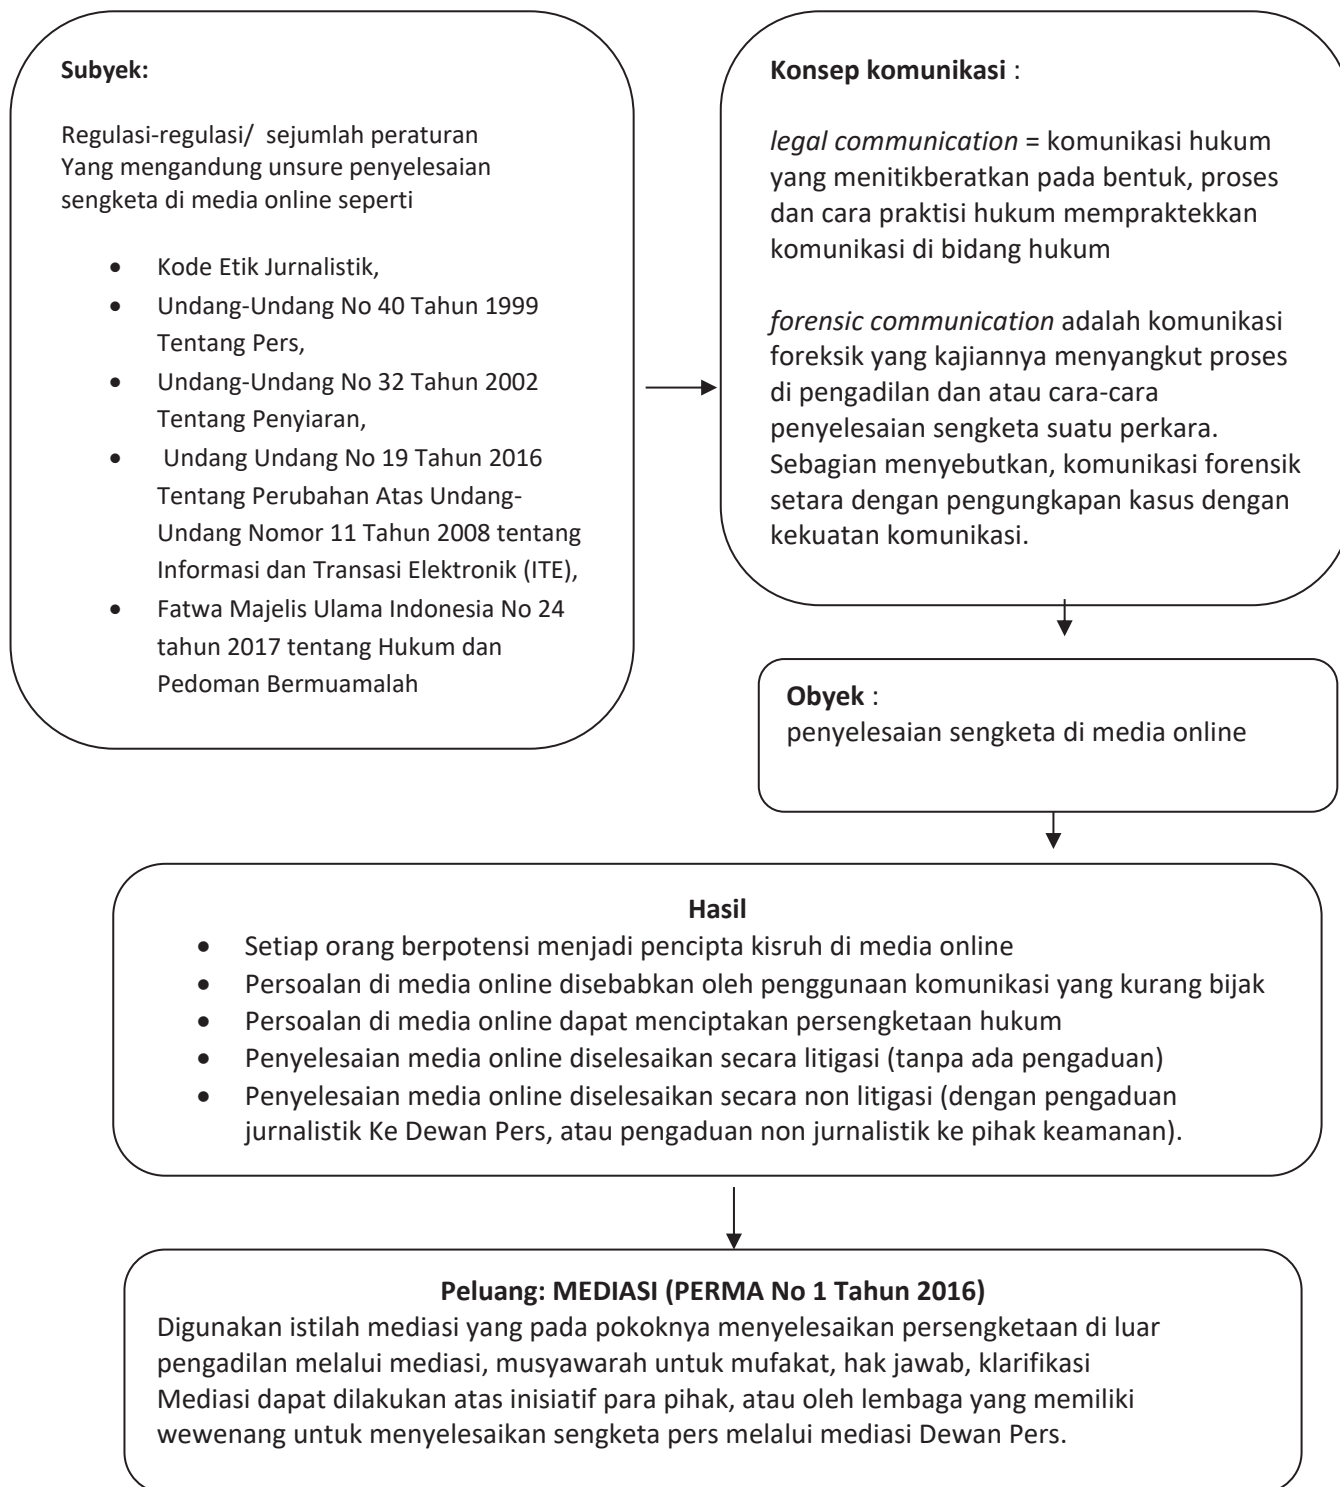 Subyek:
Regulasi-regulasi/ sejumlah peraturan
Yang mengandung unsure penyelesaian
sengketa di media online seperti
• Kode Etik Jurnalistik,
• Undang-Undang No 40 Tahun 1999
Tentang Pers,
• Undang-Undang No 32 Tahun 2002
Tentang Penyiaran,
• Undang Undang No 19 Tahun 2016
Tentang Perubahan Atas Undang-
Undang Nomor 11 Tahun 2008 tentang
Informasi dan Transasi Elektronik (ITE),
• Fatwa Majelis Ulama Indonesia No 24
tahun 2017 tentang Hukum dan
Pedoman Bermuamalah
Konsep komunikasi :
legal communication = komunikasi hukum
yang menitikberatkan pada bentuk, proses
dan cara praktisi hukum mempraktekkan
komunikasi di bidang hukum
forensic communication adalah komunikasi
foreksik yang kajiannya menyangkut proses
di pengadilan dan atau cara-cara
penyelesaian sengketa suatu perkara.
Sebagian menyebutkan, komunikasi forensik
setara dengan pengungkapan kasus dengan
kekuatan komunikasi.
Obyek :
penyelesaian sengketa di media online
Hasil
• Setiap orang berpotensi menjadi pencipta kisruh di media online
• Persoalan di media online disebabkan oleh penggunaan komunikasi yang kurang bijak
• Persoalan di media online dapat menciptakan persengketaan hukum
• Penyelesaian media online diselesaikan secara litigasi (tanpa ada pengaduan)
• Penyelesaian media online diselesaikan secara non litigasi (dengan pengaduan
jurnalistik Ke Dewan Pers, atau pengaduan non jurnalistik ke pihak keamanan).
Peluang: MEDIASI (PERMA No 1 Tahun 2016)
Digunakan istilah mediasi yang pada pokoknya menyelesaikan persengketaan di luar
pengadilan melalui mediasi, musyawarah untuk mufakat, hak jawab, klarifikasi
Mediasi dapat dilakukan atas inisiatif para pihak, atau oleh lembaga yang memiliki
wewenang untuk menyelesaikan sengketa pers melalui mediasi Dewan Pers.